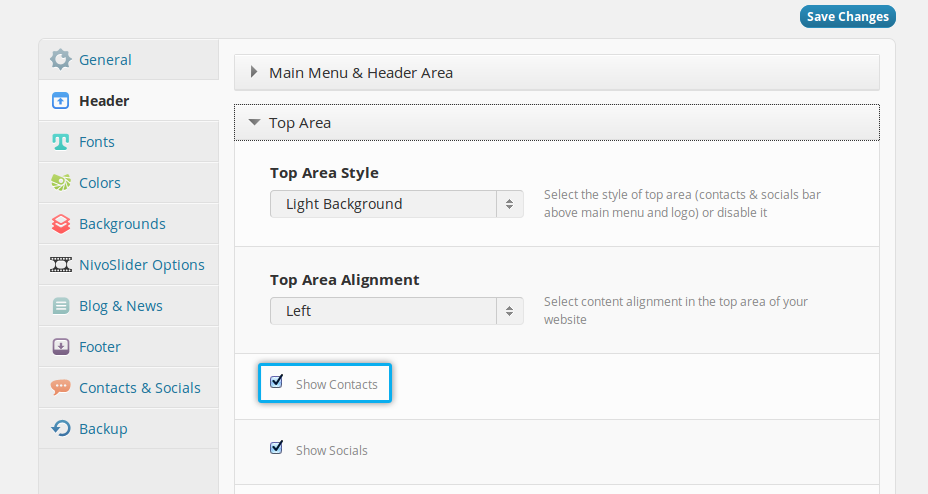 Save Changes
General
Header
Fonts
Colors
Backgrounds
NivoSlider Options
Blog & News
Footer
Contacts & Socials
Backup
Main Menu & Header Area
Top Area
Top Area Style
Light Background
Select the style of top area (contacts & socials bar
above main menu and logo) or disable it
Top Area Alignment
Left
Select content alignment in the top area of your
website
Show Contacts
Show Socials